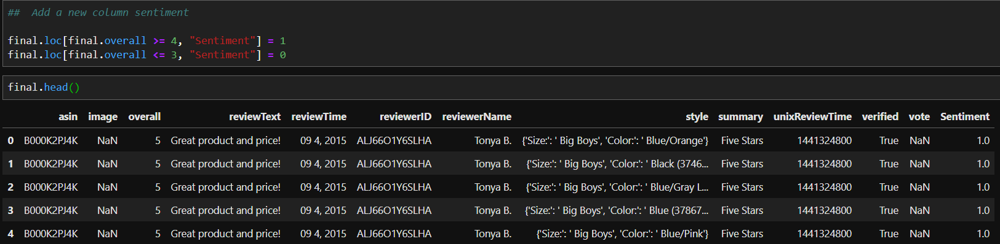 ## Add a new column sentiment
final.loc[final.overall >= 4, "Sentiment"] = 1
final.loc[final.overall <= 3, "Sentiment"] = 0
final.head()
asin image overall reviewText reviewTime reviewerID reviewerName style summary unixReviewTime verified vote Sentiment
0 B000K2PJ4K NaN 5 Great product and price! 09 4, 2015 ALJ66O1Y6SLHA Tonya B. {'Size:': ' Big Boys', 'Color:': ' Blue/Orange'} Five Stars 1441324800 True NaN 1.0
1 B000K2PJ4K NaN 5 Great product and price! 09 4, 2015 ALJ66O1Y6SLHA Tonya B. {'Size:': ' Big Boys', 'Color:': ' Black (3746... Five Stars 1441324800 True NaN 1.0
2 B000K2PJ4K NaN 5 Great product and price! 09 4, 2015 ALJ66O1Y6SLHA Tonya B. {'Size:': ' Big Boys', 'Color:': ' Blue/Gray L... Five Stars 1441324800 True NaN 1.0
3 B000K2PJ4K NaN 5 Great product and price! 09 4, 2015 ALJ66O1Y6SLHA Tonya B. {'Size:': ' Big Boys', 'Color:': ' Blue (37867... Five Stars 1441324800 True NaN 1.0
4 B000K2PJ4K NaN 5 Great product and price! 09 4, 2015 ALJ66O1Y6SLHA Tonya B. {'Size:': ' Big Boys', 'Color:': ' Blue/Pink'} Five Stars 1441324800 True NaN 1.0